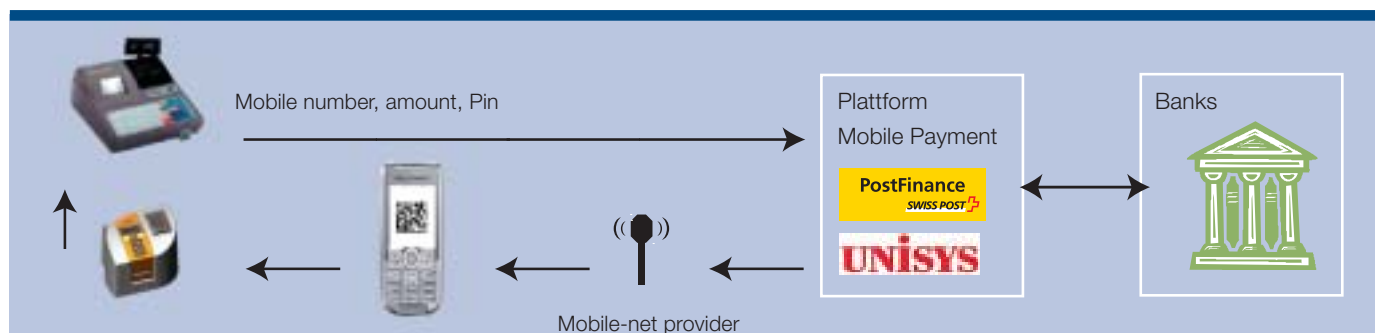 Mobile number, amount, Pin
Plattform
Mobile Payment
PostFinance
SWISS POST
UNiSYS
Banks
Mobile-net provider